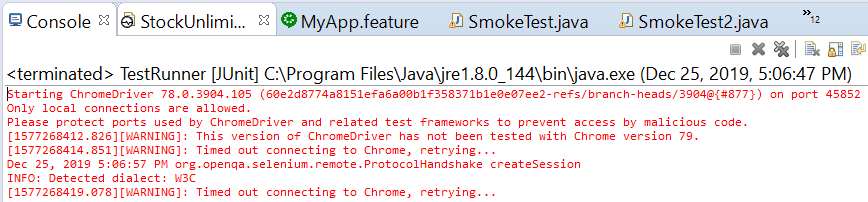 Console StockUnlimi... MyApp.feature SmokeTest.java SmokeTest2.java »12
<terminated> TestRunner [JUnit] C:\Program Files\Java\jre1.8.0_144\bin\java.exe (Dec 25, 2019, 5:06:47 PM)
Starting ChromeDriver 78.0.3904.105 (60e2d8774a8151efa6a00b1f358371b1e0e07ee2-refs/branch-heads/3904@{#877}) on port 45852
Only local connections are allowed.
Please protect ports used by ChromeDriver and related test frameworks to prevent access by malicious code.
[1577268412.826][WARNING]: This version of ChromeDriver has not been tested with Chrome version 79.
[1577268414.851][WARNING]: Timed out connecting to Chrome, retrying...
Dec 25, 2019 5:06:57 PM org.openqa.selenium.remote.ProtocolHandshake createSession
INFO: Detected dialect: W3C
[1577268419.078][WARNING]: Timed out connecting to Chrome, retrying...